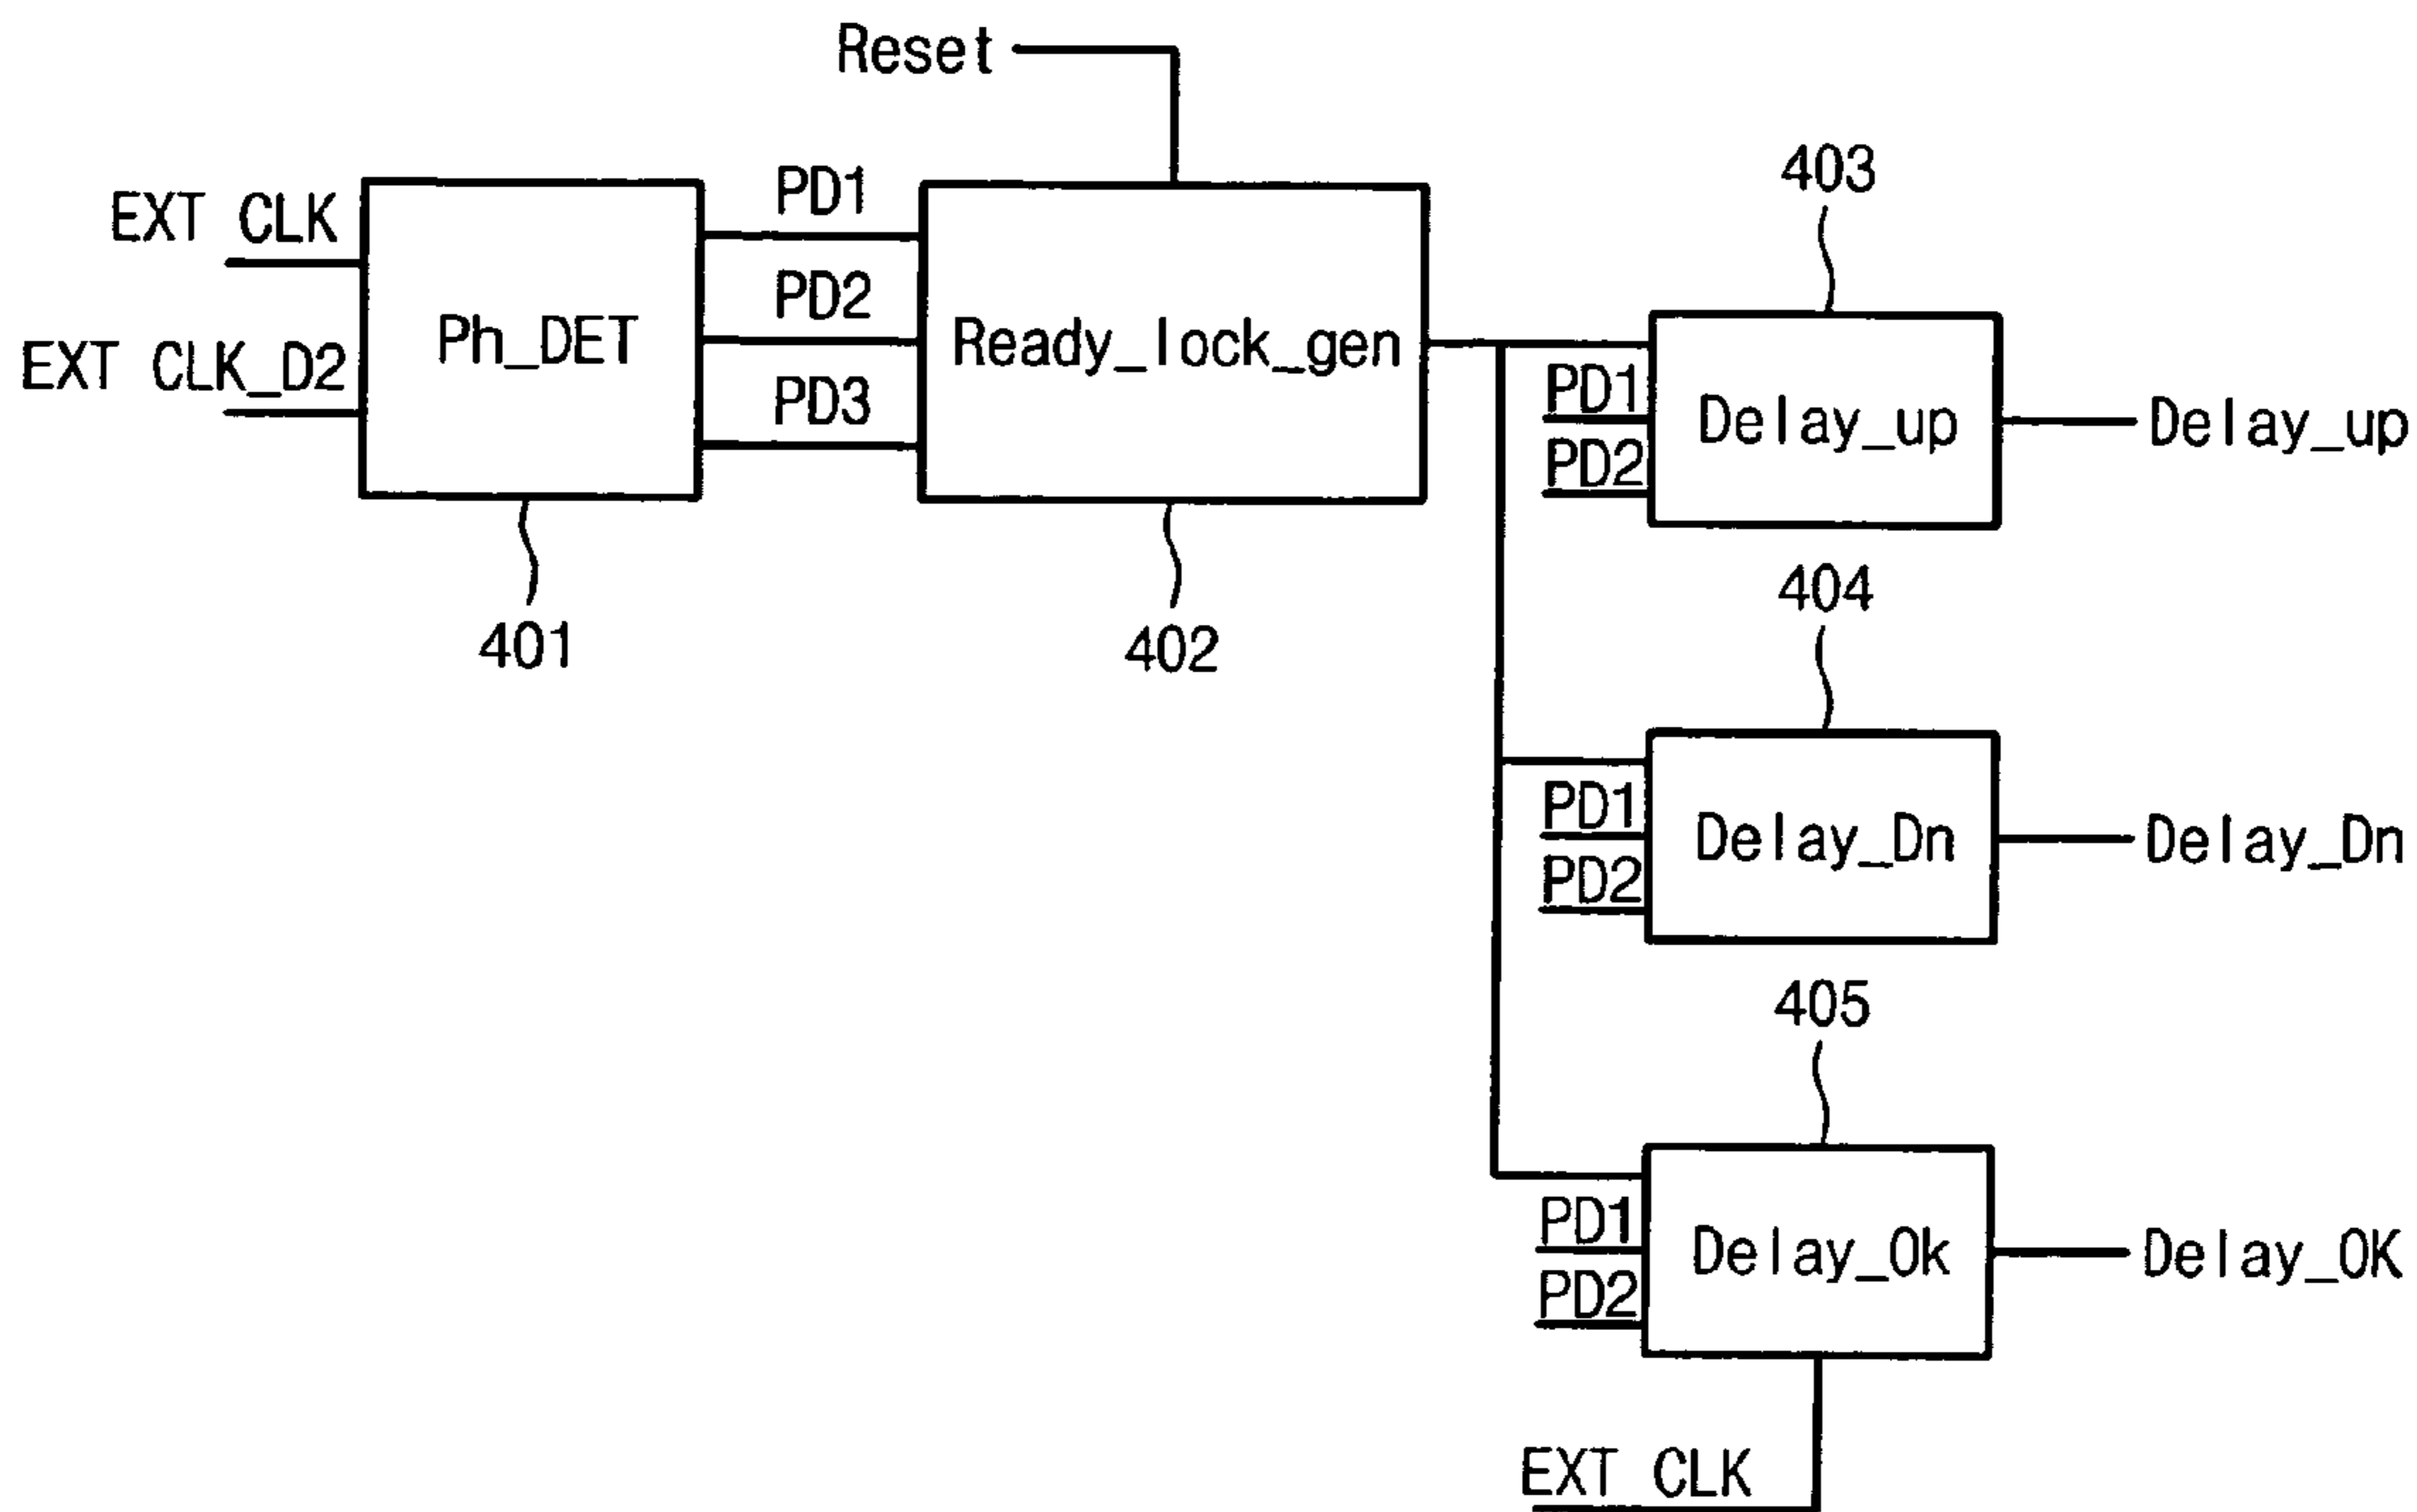 Reset
EXT CLK
EXT CLK_D2
Ph_DET
401
PD1
PD2
PD3
Ready_lock_gen
402
403
PD1
PD2
Delay_up
Delay_up
404
PD1
PD2
Delay_Dn
Delay_Dn
405
PD1
PD2
Delay_Ok
Delay_OK
EXT CLK